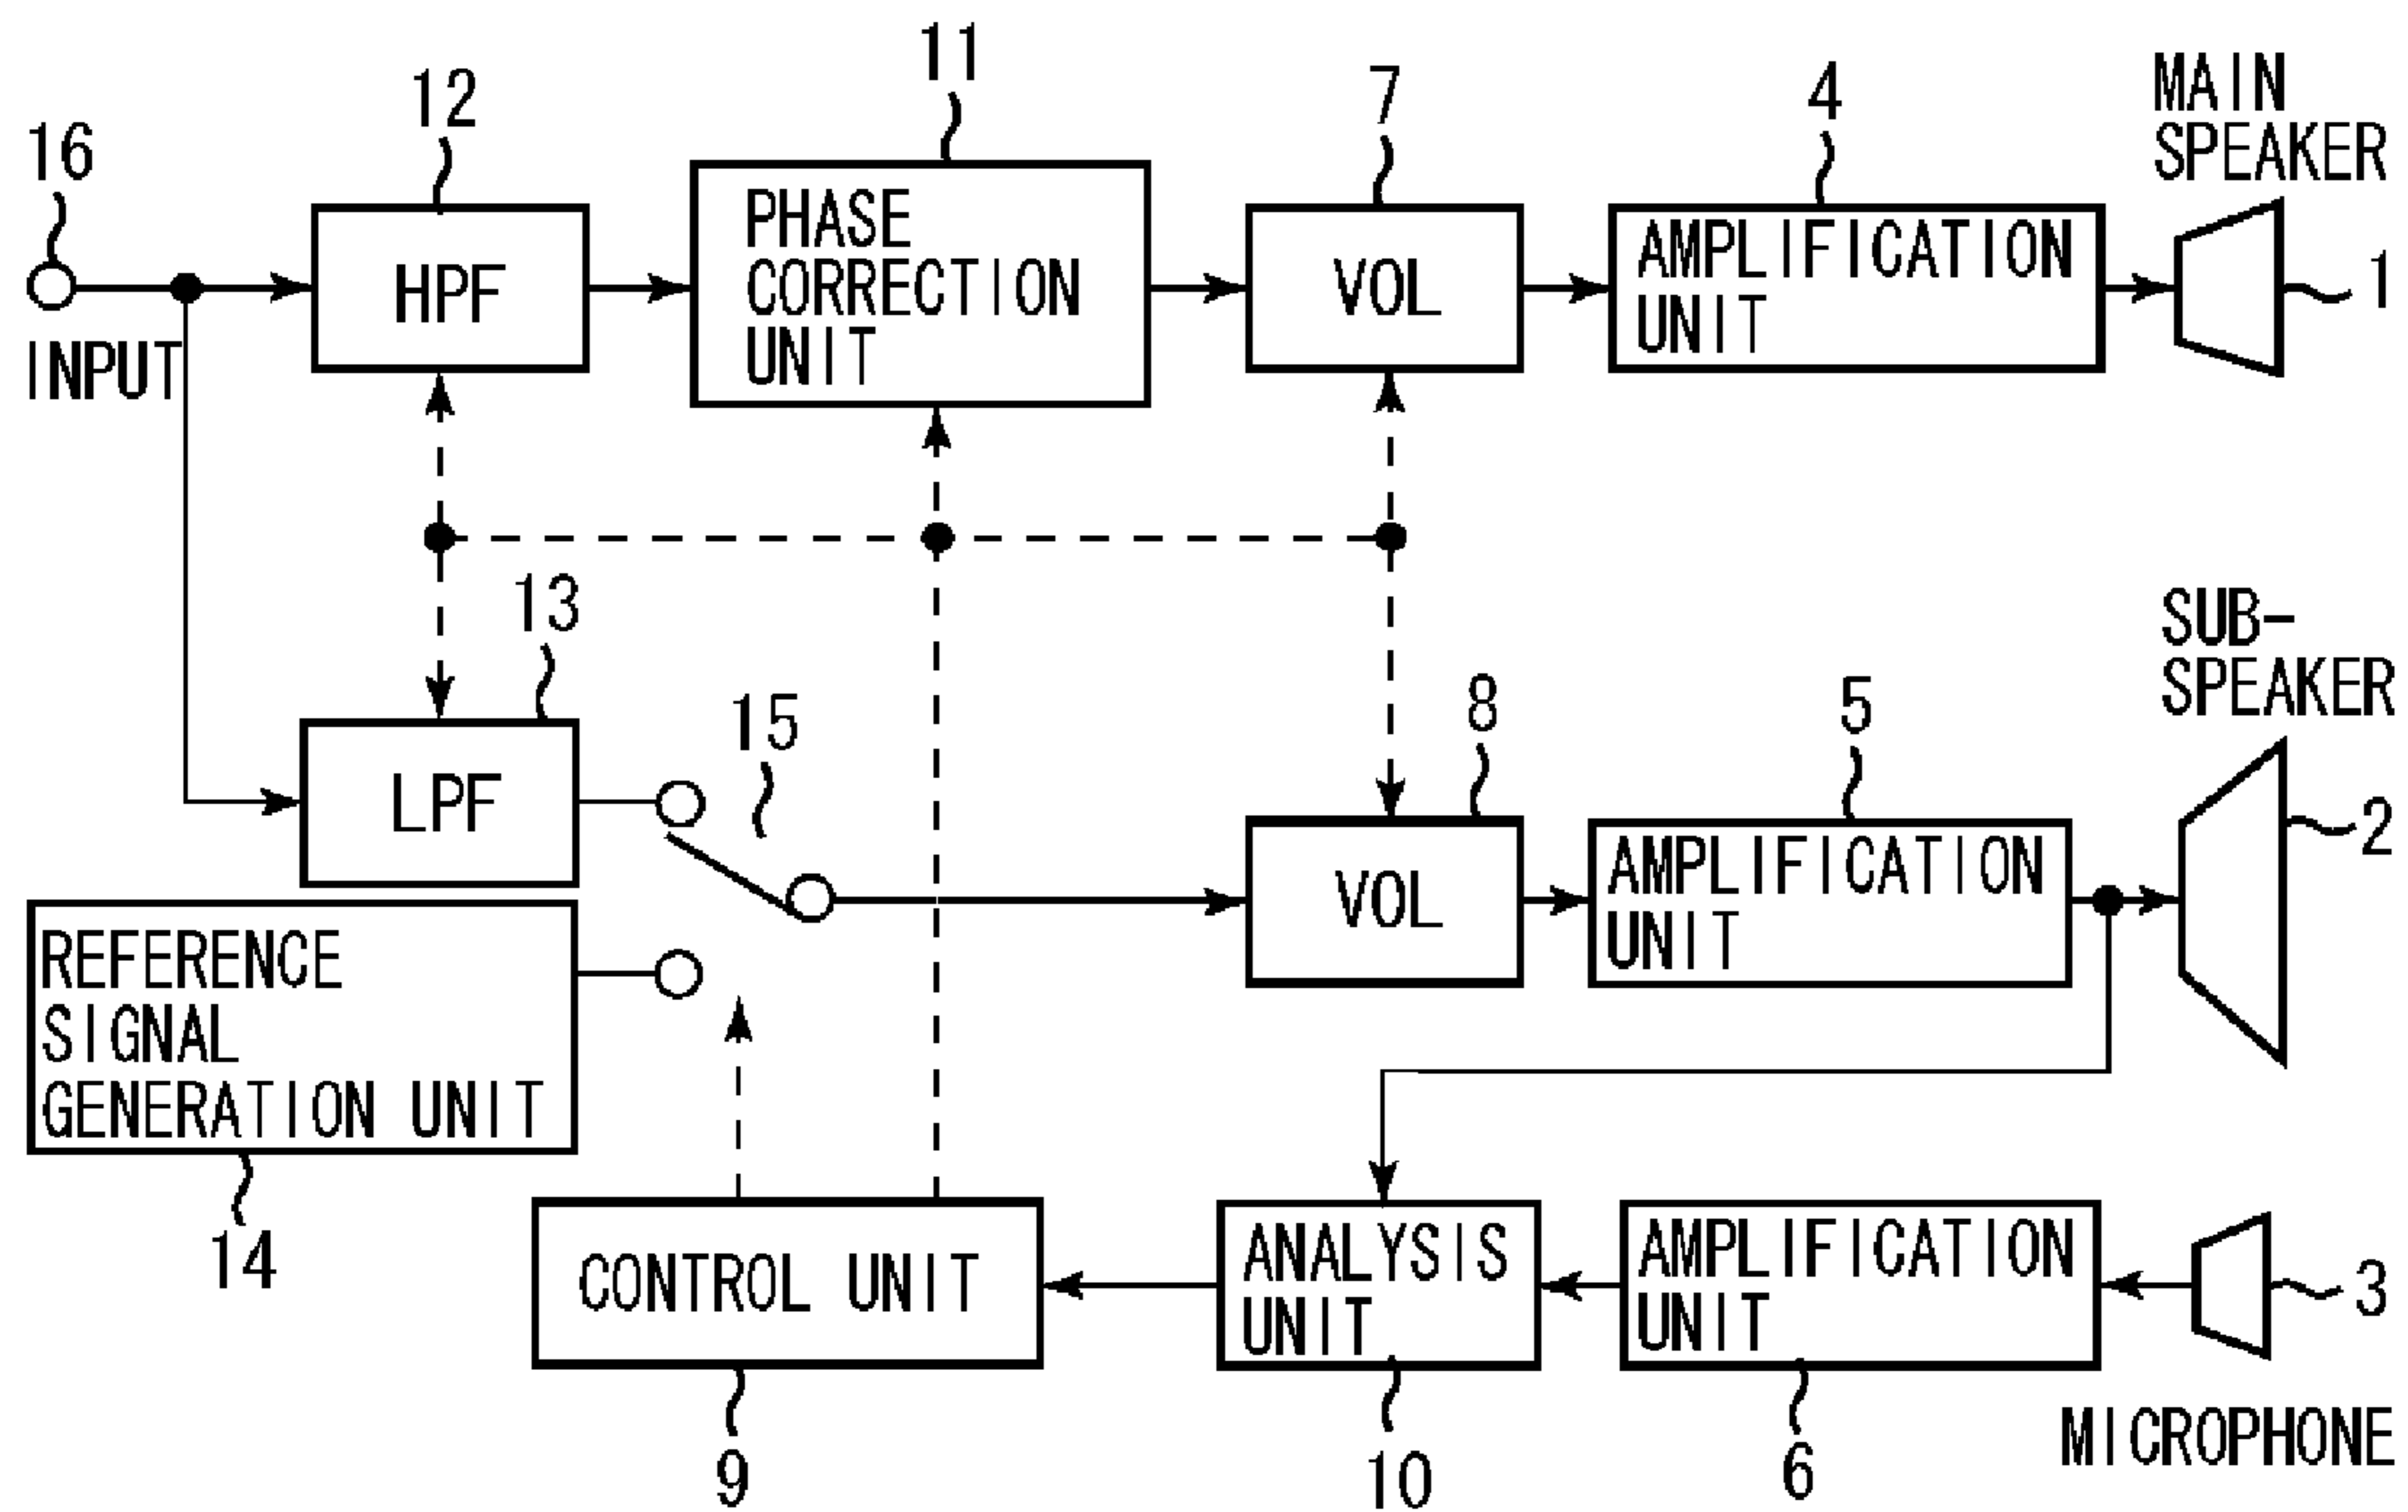 11
12
7
4
MAIN
SPEAKER
16
HPF
PHASE
CORRECTION
UNIT
VOL
AMPLIFICATION
UNIT
1
INPUT
13
15
8
5
SUB-
SPEAKER
LPF
2
VOL
AMPLIFICATION
UNIT
REFERENCE
SIGNAL
GENERATION UNIT
14
CONTROL UNIT
ANALYSIS
UNIT
AMPLIFICATION
UNIT
3
9
10
6
MICROPHONE